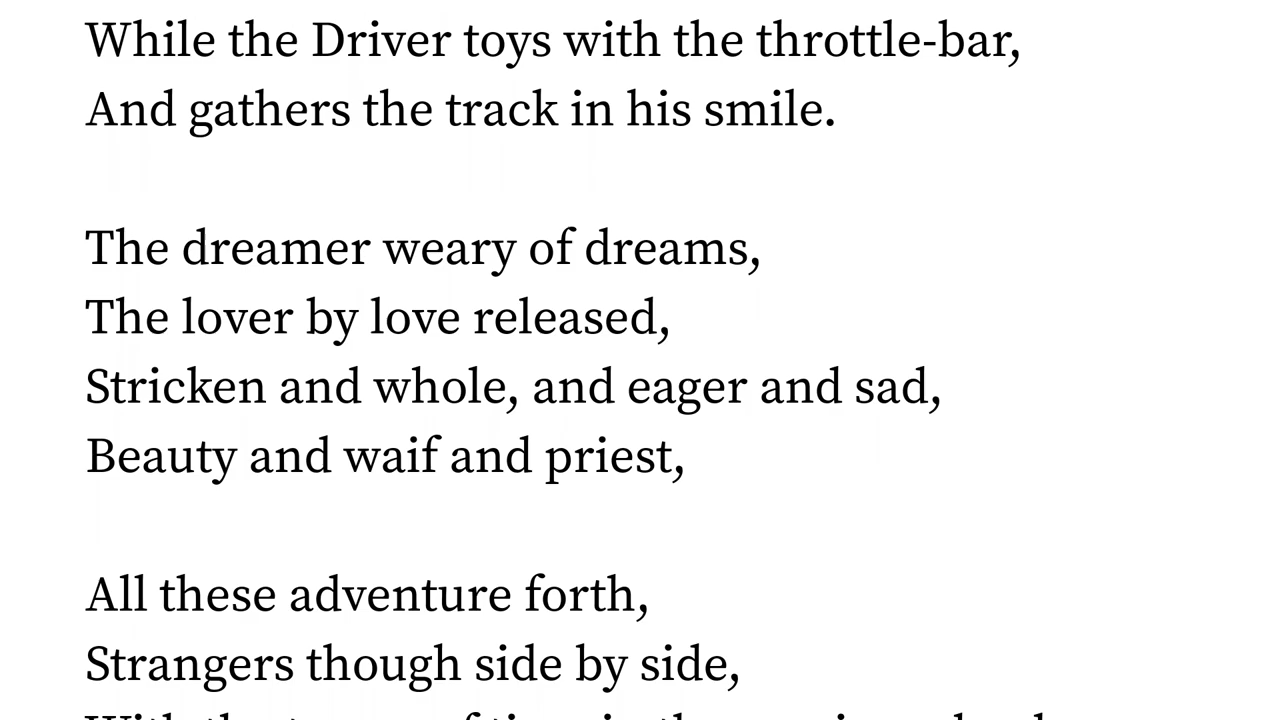 While the Driver toys with the throttle-bar,
And gathers the track in his smile.
The dreamer weary of dreams,
The lover by love released,
Stricken and whole, and eager and sad,
Beauty and waif and priest,
All these adventure forth,
Strangers though side by side,